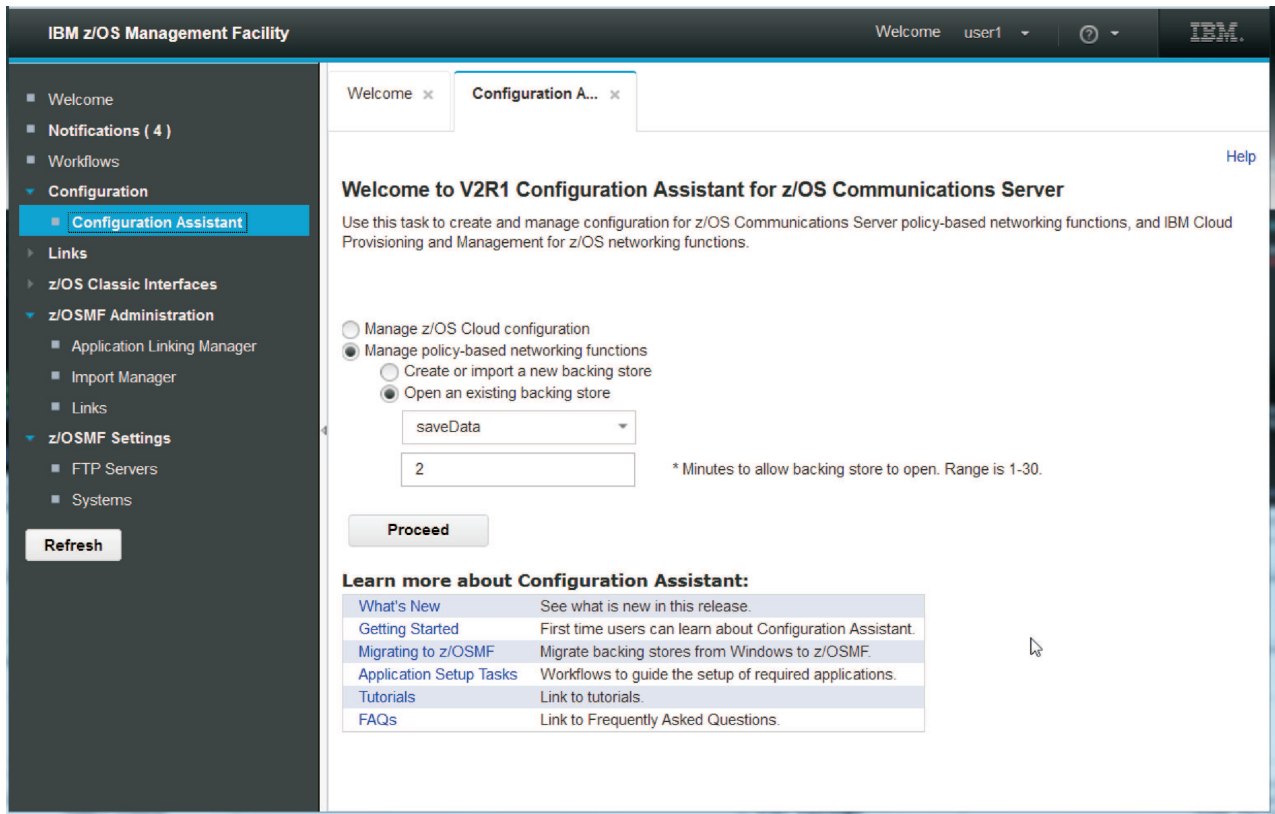 IBM z/OS Management Facility
Welcome user1
?
IBM.
Welcome
Notifications ( 4 )
Workflows
Configuration
Configuration Assistant
Links
z/OS Classic Interfaces
z/OSMF Administration
Application Linking Manager
Import Manager
Links
z/OSMF Settings
FTP Servers
Systems
Refresh
Welcome ×
Configuration A... ×
Help
Welcome to V2R1 Configuration Assistant for z/OS Communications Server
Use this task to create and manage configuration for z/OS Communications Server policy-based networking functions, and IBM Cloud
Provisioning and Management for z/OS networking functions.
Manage z/OS Cloud configuration
Manage policy-based networking functions
Create or import a new backing store
Open an existing backing store
saveData
2 * Minutes to allow backing store to open. Range is 1-30.
Proceed
Learn more about Configuration Assistant:
What's New See what is new in this release.
Getting Started First time users can learn about Configuration Assistant.
Migrating to z/OSMF Migrate backing stores from Windows to z/OSMF.
Application Setup Tasks Workflows to guide the setup of required applications.
Tutorials Link to tutorials.
FAQs Link to Frequently Asked Questions.